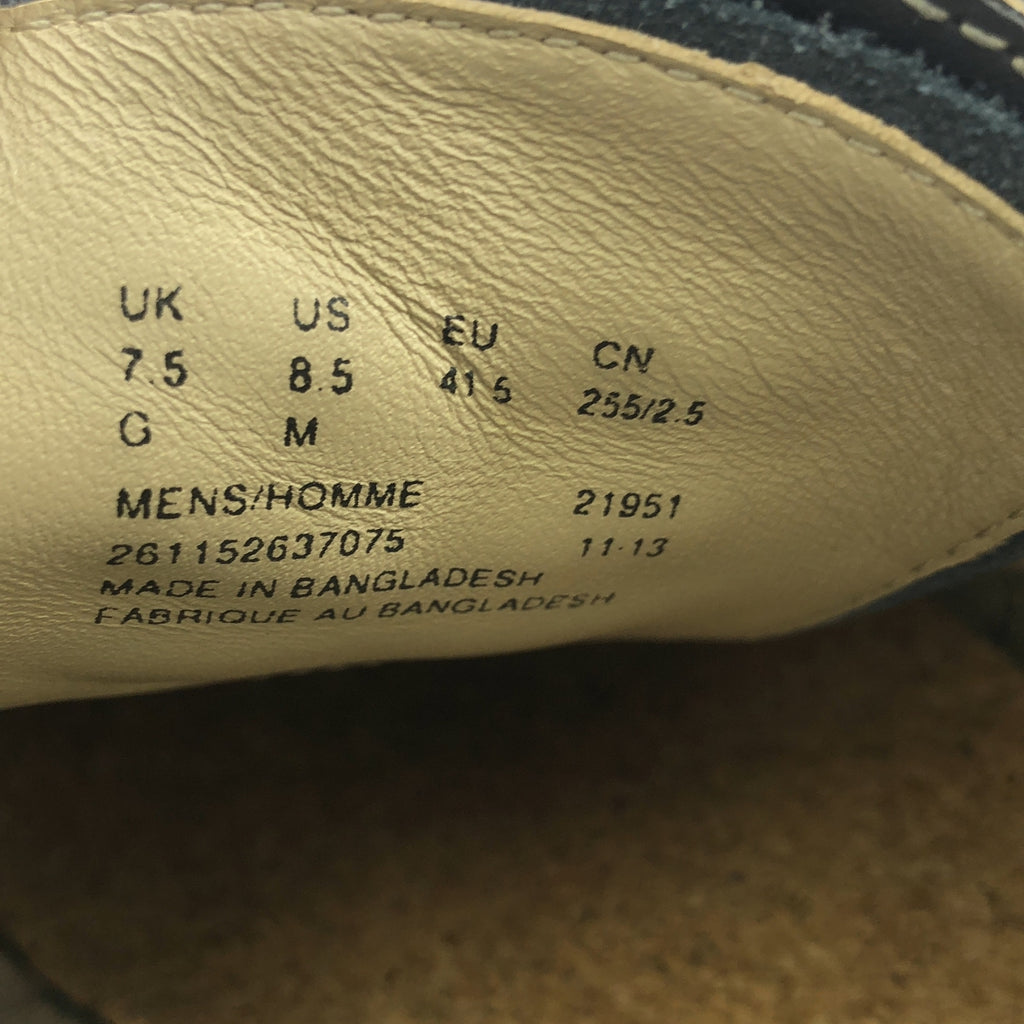 UK US EU CN
7.5 8.5 41.5 255/2.5
G M
MENS/HOMME 21951
261152637075 11-13
MADE IN BANGLADESH
FABRIQUE AU BANGLADESH